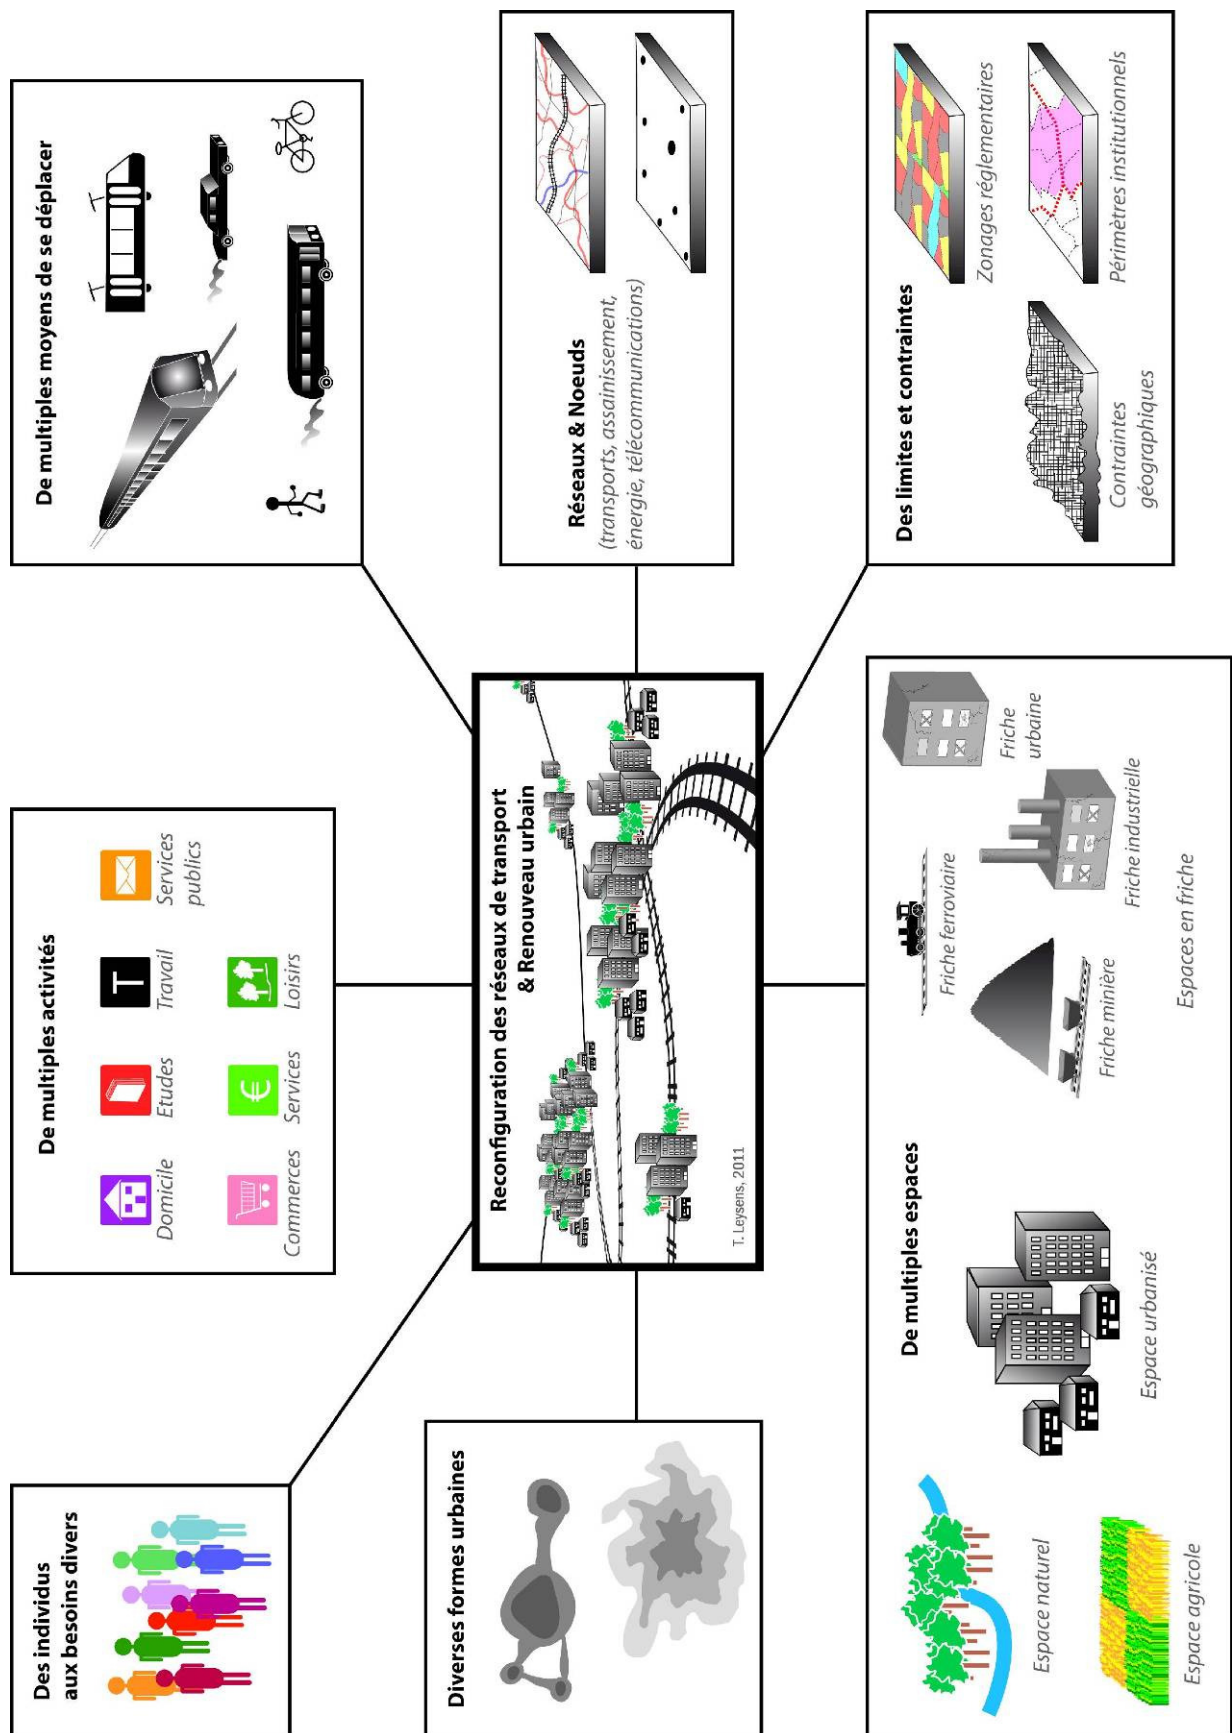 Des individus
aux besoins divers
De multiples activités
Domicile
Etudes
Travail
Services
publics
Commerces
Services
Loisirs
T
€
De multiples moyens de se déplacer
Diverses formes urbaines
Reconfiguration des réseaux de transport
& Renouveau urbain
T. Leysens, 2011
Réseaux & Noeuds
(transports, assainissement,
énergie, télécommunications)
De multiples espaces
Espace naturel
Espace agricole
Espace urbanisé
Friche ferroviaire
Friche
urbaine
Friche minière
Friche industrielle
Espaces en friche
Des limites et contraintes
Zonages réglementaires
Contraintes
géographiques
Périmètres institutionnels